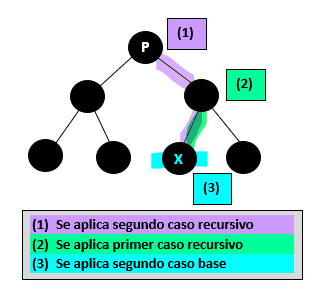 P
(1)
(2)
X
(3)
(1) Se aplica segundo caso recursivo
(2) Se aplica primer caso recursivo
(3) Se aplica segundo caso base